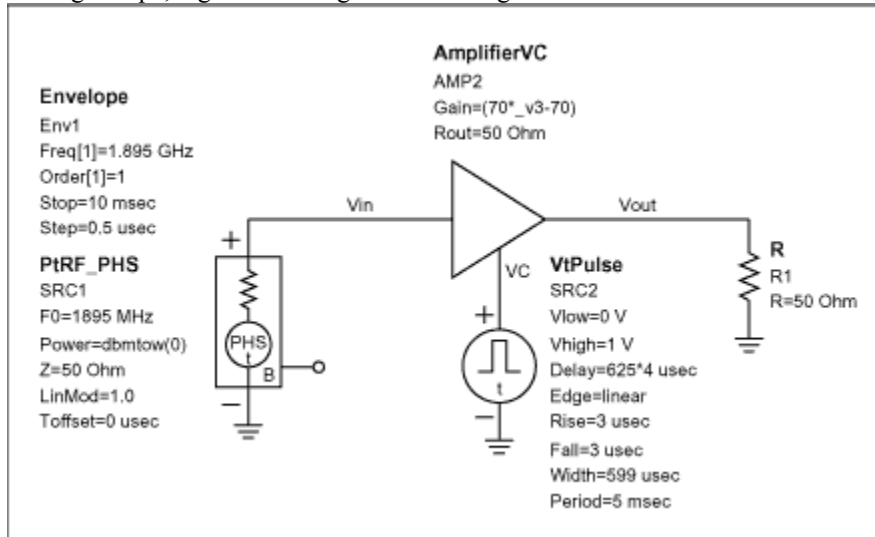 AmplifierVC
AMP2
Gain=(70*_v3-70)
Rout=50 Ohm
Envelope
Env1
Freq[1]=1.895 GHz
Order[1]=1
Stop=10 msec
Step=0.5 usec
Vin
Vout
PtRF_PHS
SRC1
F0=1895 MHz
Power=dbmtow(0)
Z=50 Ohm
LinMod=1.0
Toffset=0 usec
+
PHS
t
B
−
VC
+
t
−
VtPulse
SRC2
Vlow=0 V
Vhigh=1 V
Delay=625*4 usec
Edge=linear
Rise=3 usec
Fall=3 usec
Width=599 usec
Period=5 msec
R
R1
R=50 Ohm